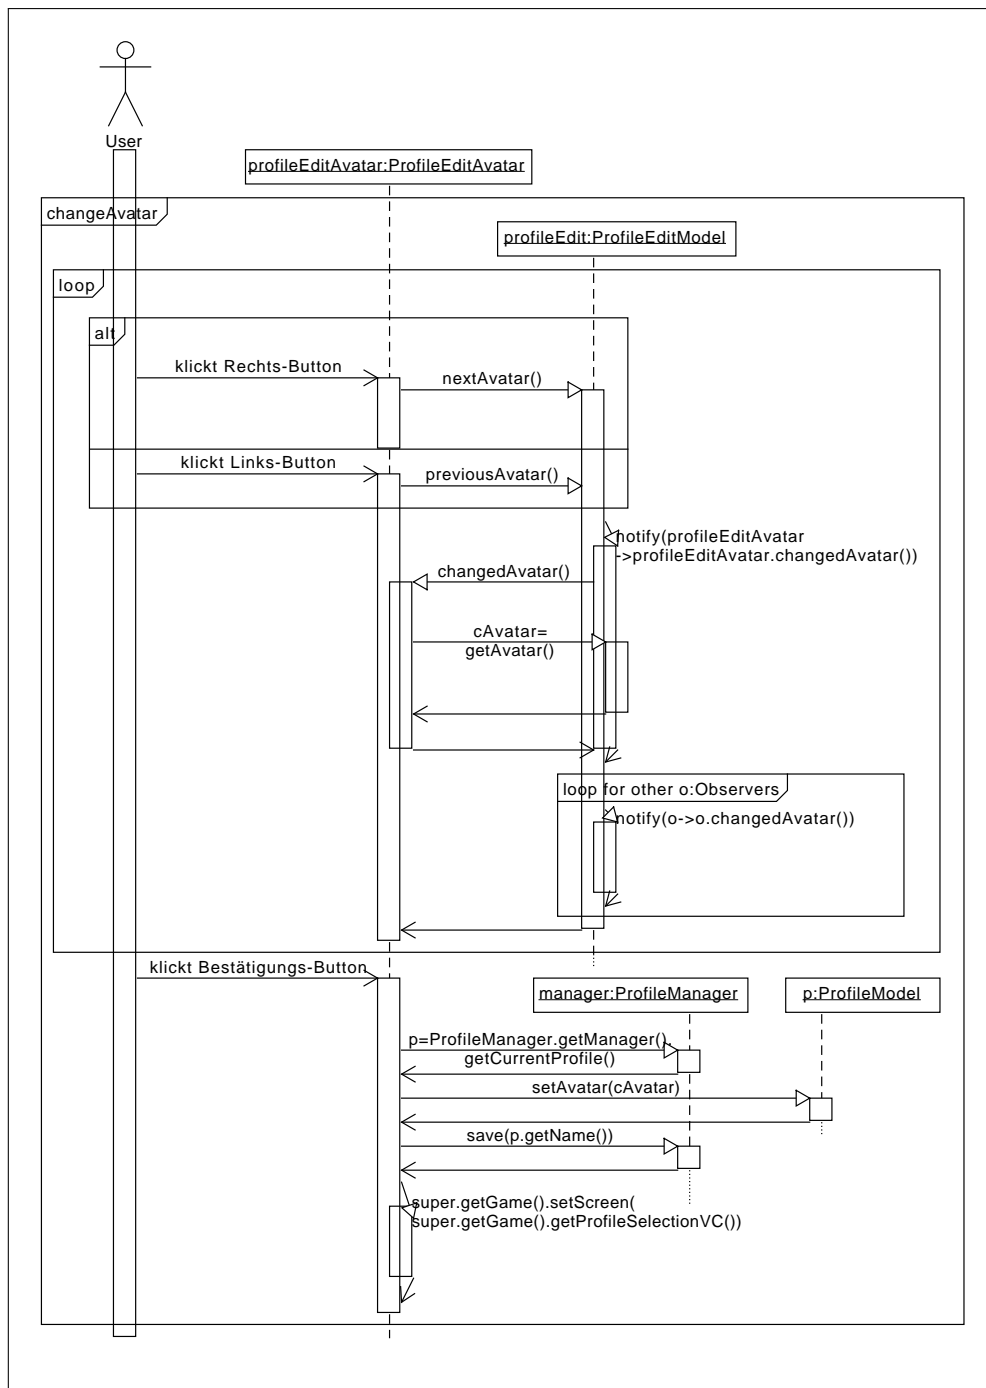 User
profileEditAvatar:ProfileEditAvatar
changeAvatar
profileEdit:ProfileEditModel
loop
alt
klickt Rechts-Button
nextAvatar()
klickt Links-Button
previousAvatar()
notify(profileEditAvatar
->profileEditAvatar.changedAvatar())
changedAvatar()
cAvatar=
getAvatar()
loop for other o:Observers
notify(o->o.changedAvatar())
klickt Bestätigungs-Button
manager:ProfileManager
p:ProfileModel
p=ProfileManager.getManager().
getCurrentProfile()
setAvatar(cAvatar)
save(p.getName())
super.getGame().setScreen(
super.getGame().getProfileSelectionVC())